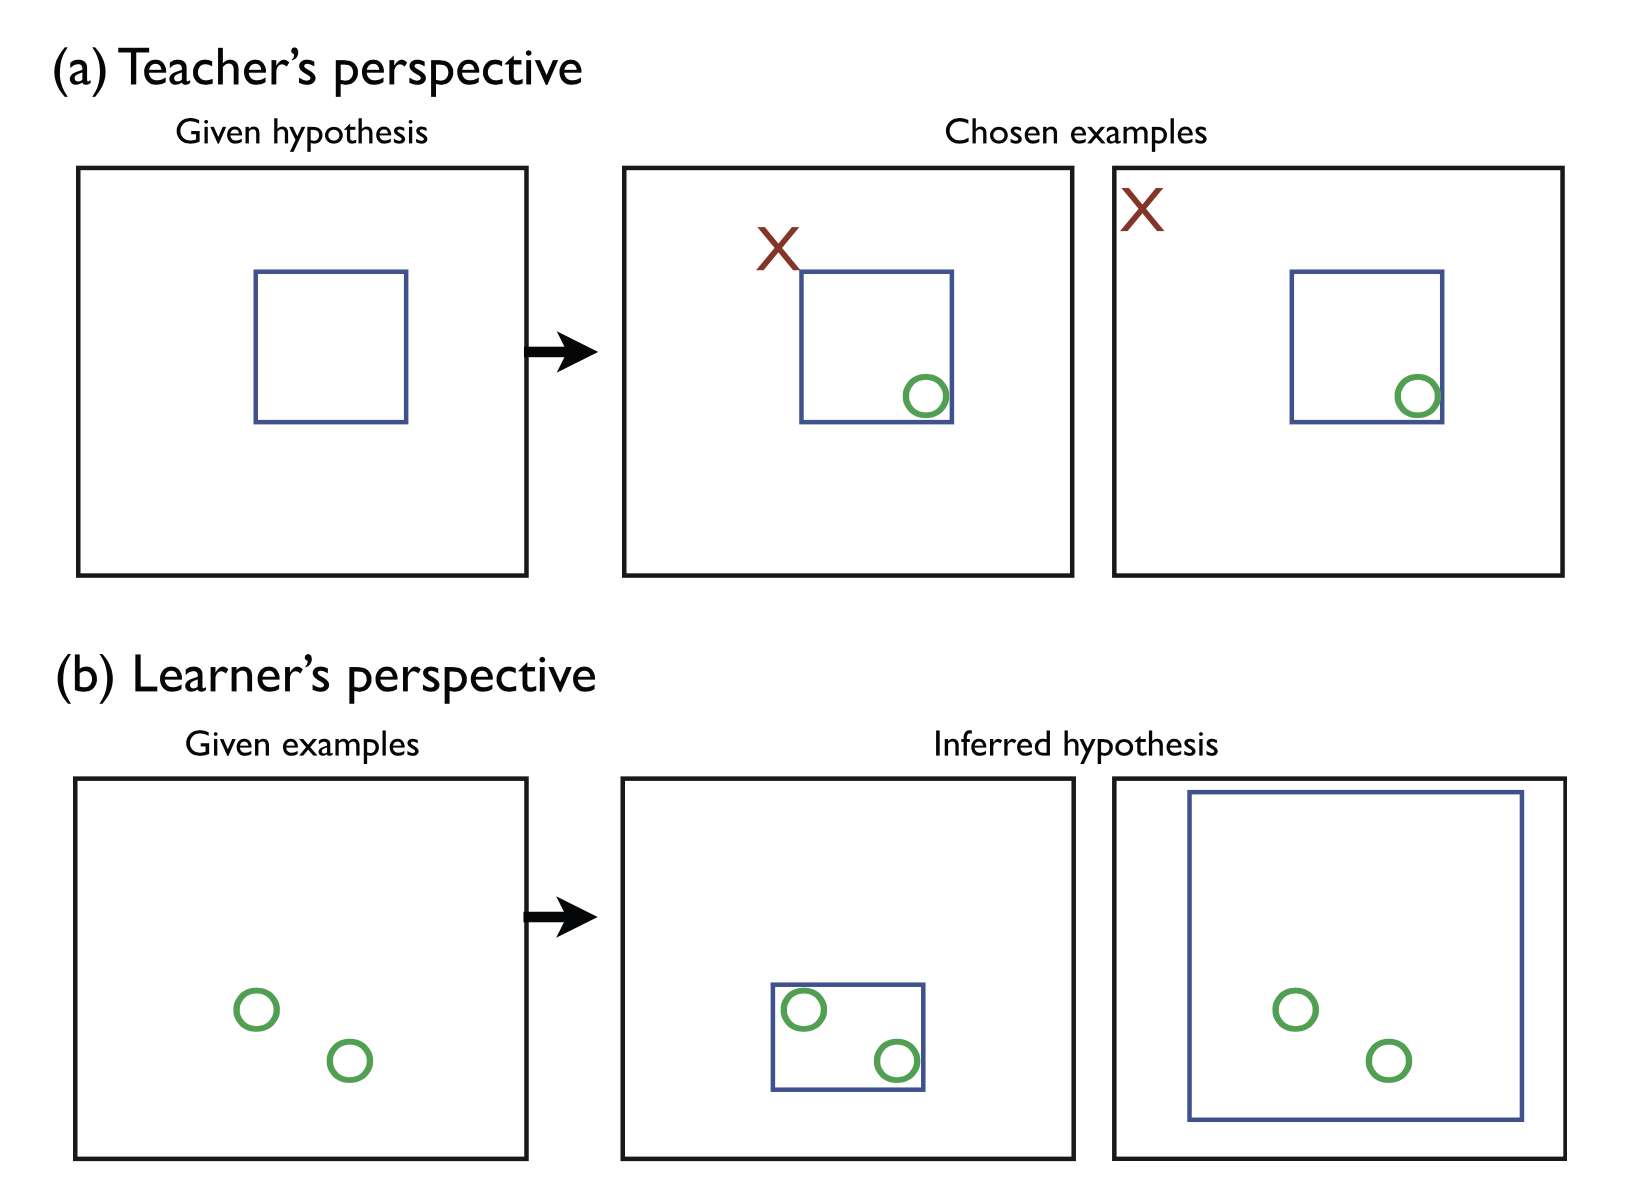 (a) Teacher’s perspective
Given hypothesis
Chosen examples
X
X
(b) Learner’s perspective
Given examples
Inferred hypothesis